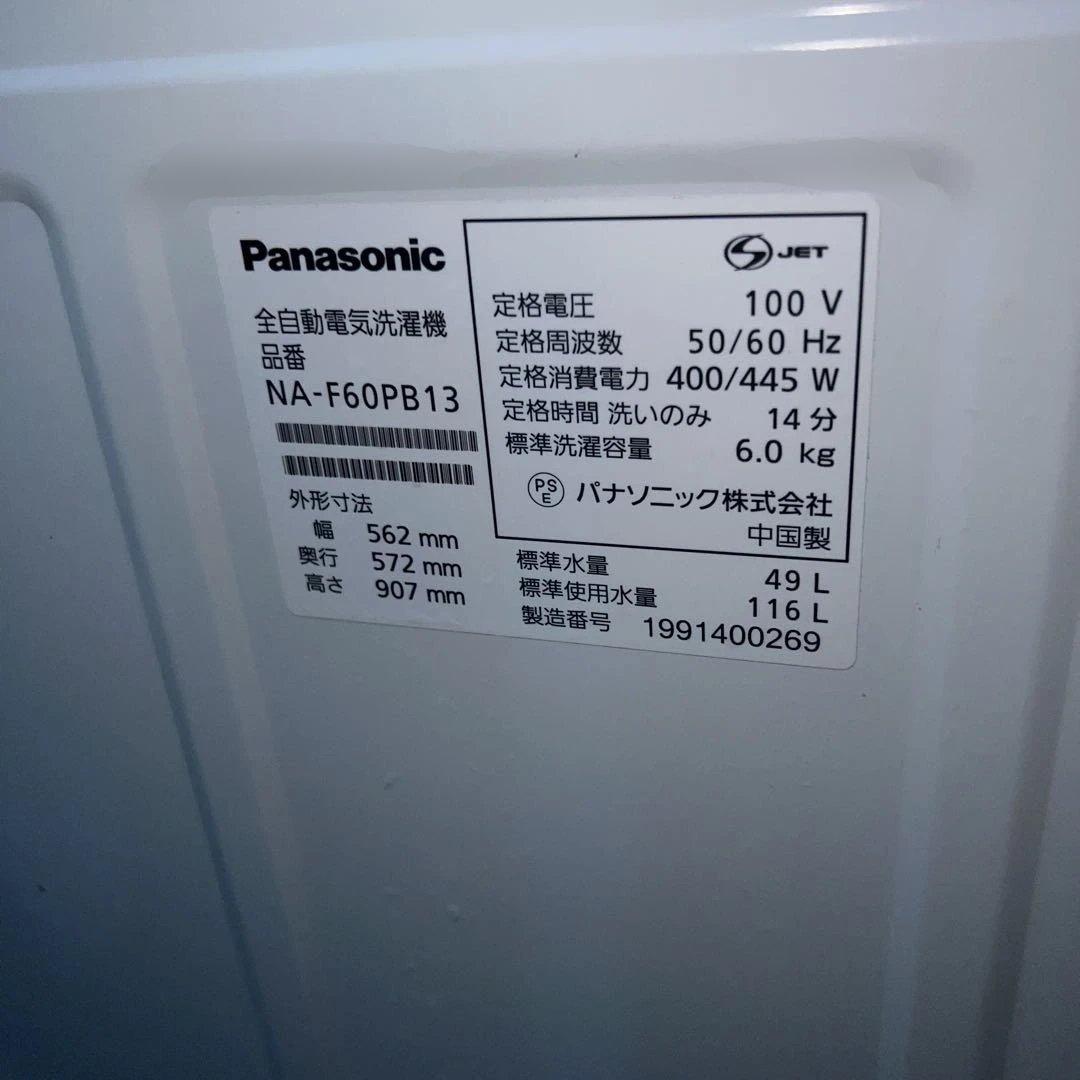 Panasonic
全自動電気洗濯機
品番
NA-F60PB13
外形寸法
幅 562 mm
奥行 572 mm
高さ 907 mm
JET
定格電圧 100 V
定格周波数 50/60 Hz
定格消費電力 400/445 W
定格時間 洗いのみ 14 分
標準洗濯容量 6.0 kg
PS
E
パナソニック株式会社
中国製
標準水量 49 L
標準使用水量 116 L
製造番号 1991400269